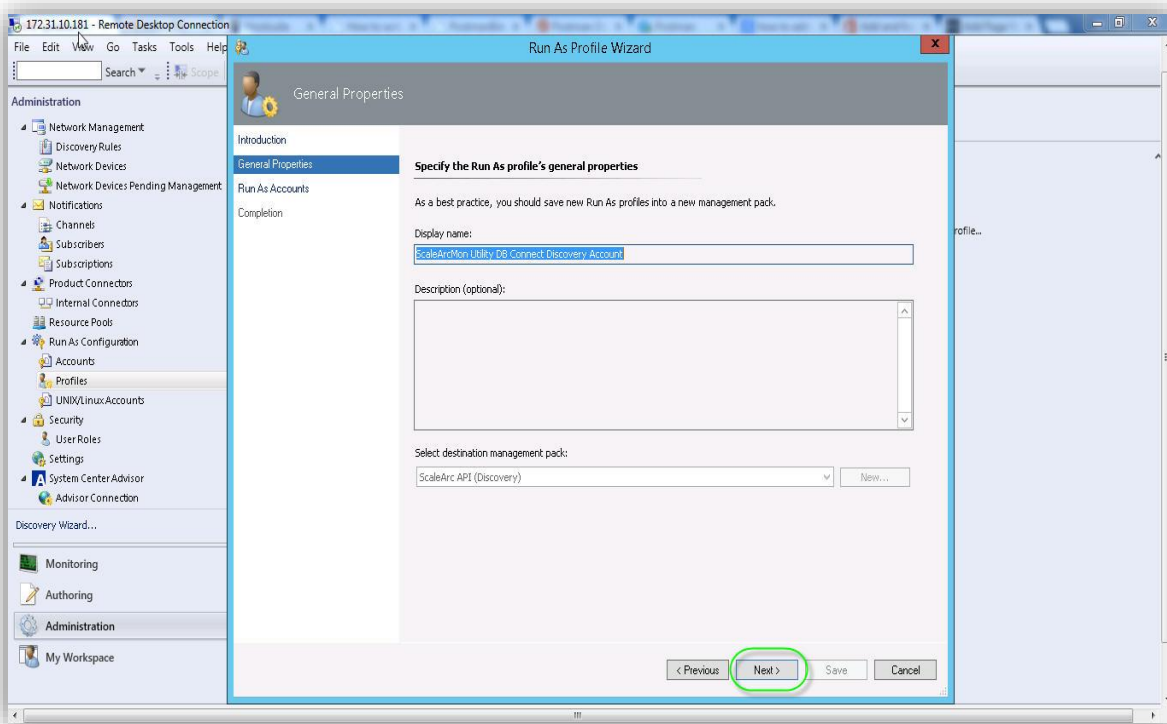 172.31.10.181 - Remote Desktop Connection
File Edit View Go Tasks Tools Help
Search
Scope
Administration
Network Management
Discovery Rules
Network Devices
Network Devices Pending Management
Notifications
Channels
Subscribers
Subscriptions
Product Connectors
Internal Connectors
Resource Pools
Run As Configuration
Accounts
Profiles
UNIX/Linux Accounts
Security
User Roles
Settings
System Center Advisor
Advisor Connection
Discovery Wizard...
Monitoring
Authoring
Administration
My Workspace
Run As Profile Wizard
x
General Properties
Introduction
General Properties
Run As Accounts
Completion
Specify the Run As profile's general properties
As a best practice, you should save new Run As profiles into a new management pack.
Display name:
ScaleArcMon Utility DB Connect Discovery Account
Description (optional):
Select destination management pack:
ScaleArc API (Discovery)
New...
< Previous
Next >
Save
Cancel
rofile...